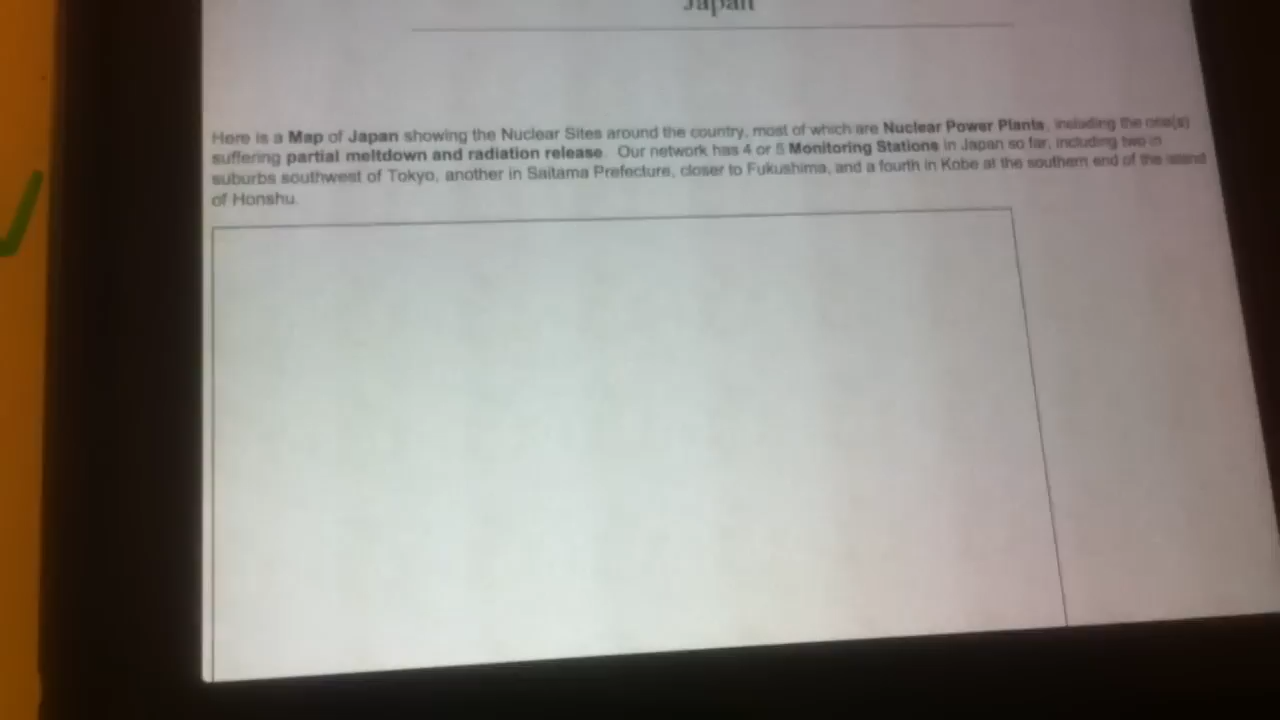 Japan
Here is a Map of Japan showing the Nuclear Sites around the country, most of which are Nuclear Power Plants, including the one(s)
suffering partial meltdown and radiation release. Our network has 4 or 5 Monitoring Stations in Japan so far, including two in
suburbs southwest of Tokyo, another in Saitama Prefecture, closer to Fukushima, and a fourth in Kobe at the southern end of the island
of Honshu.